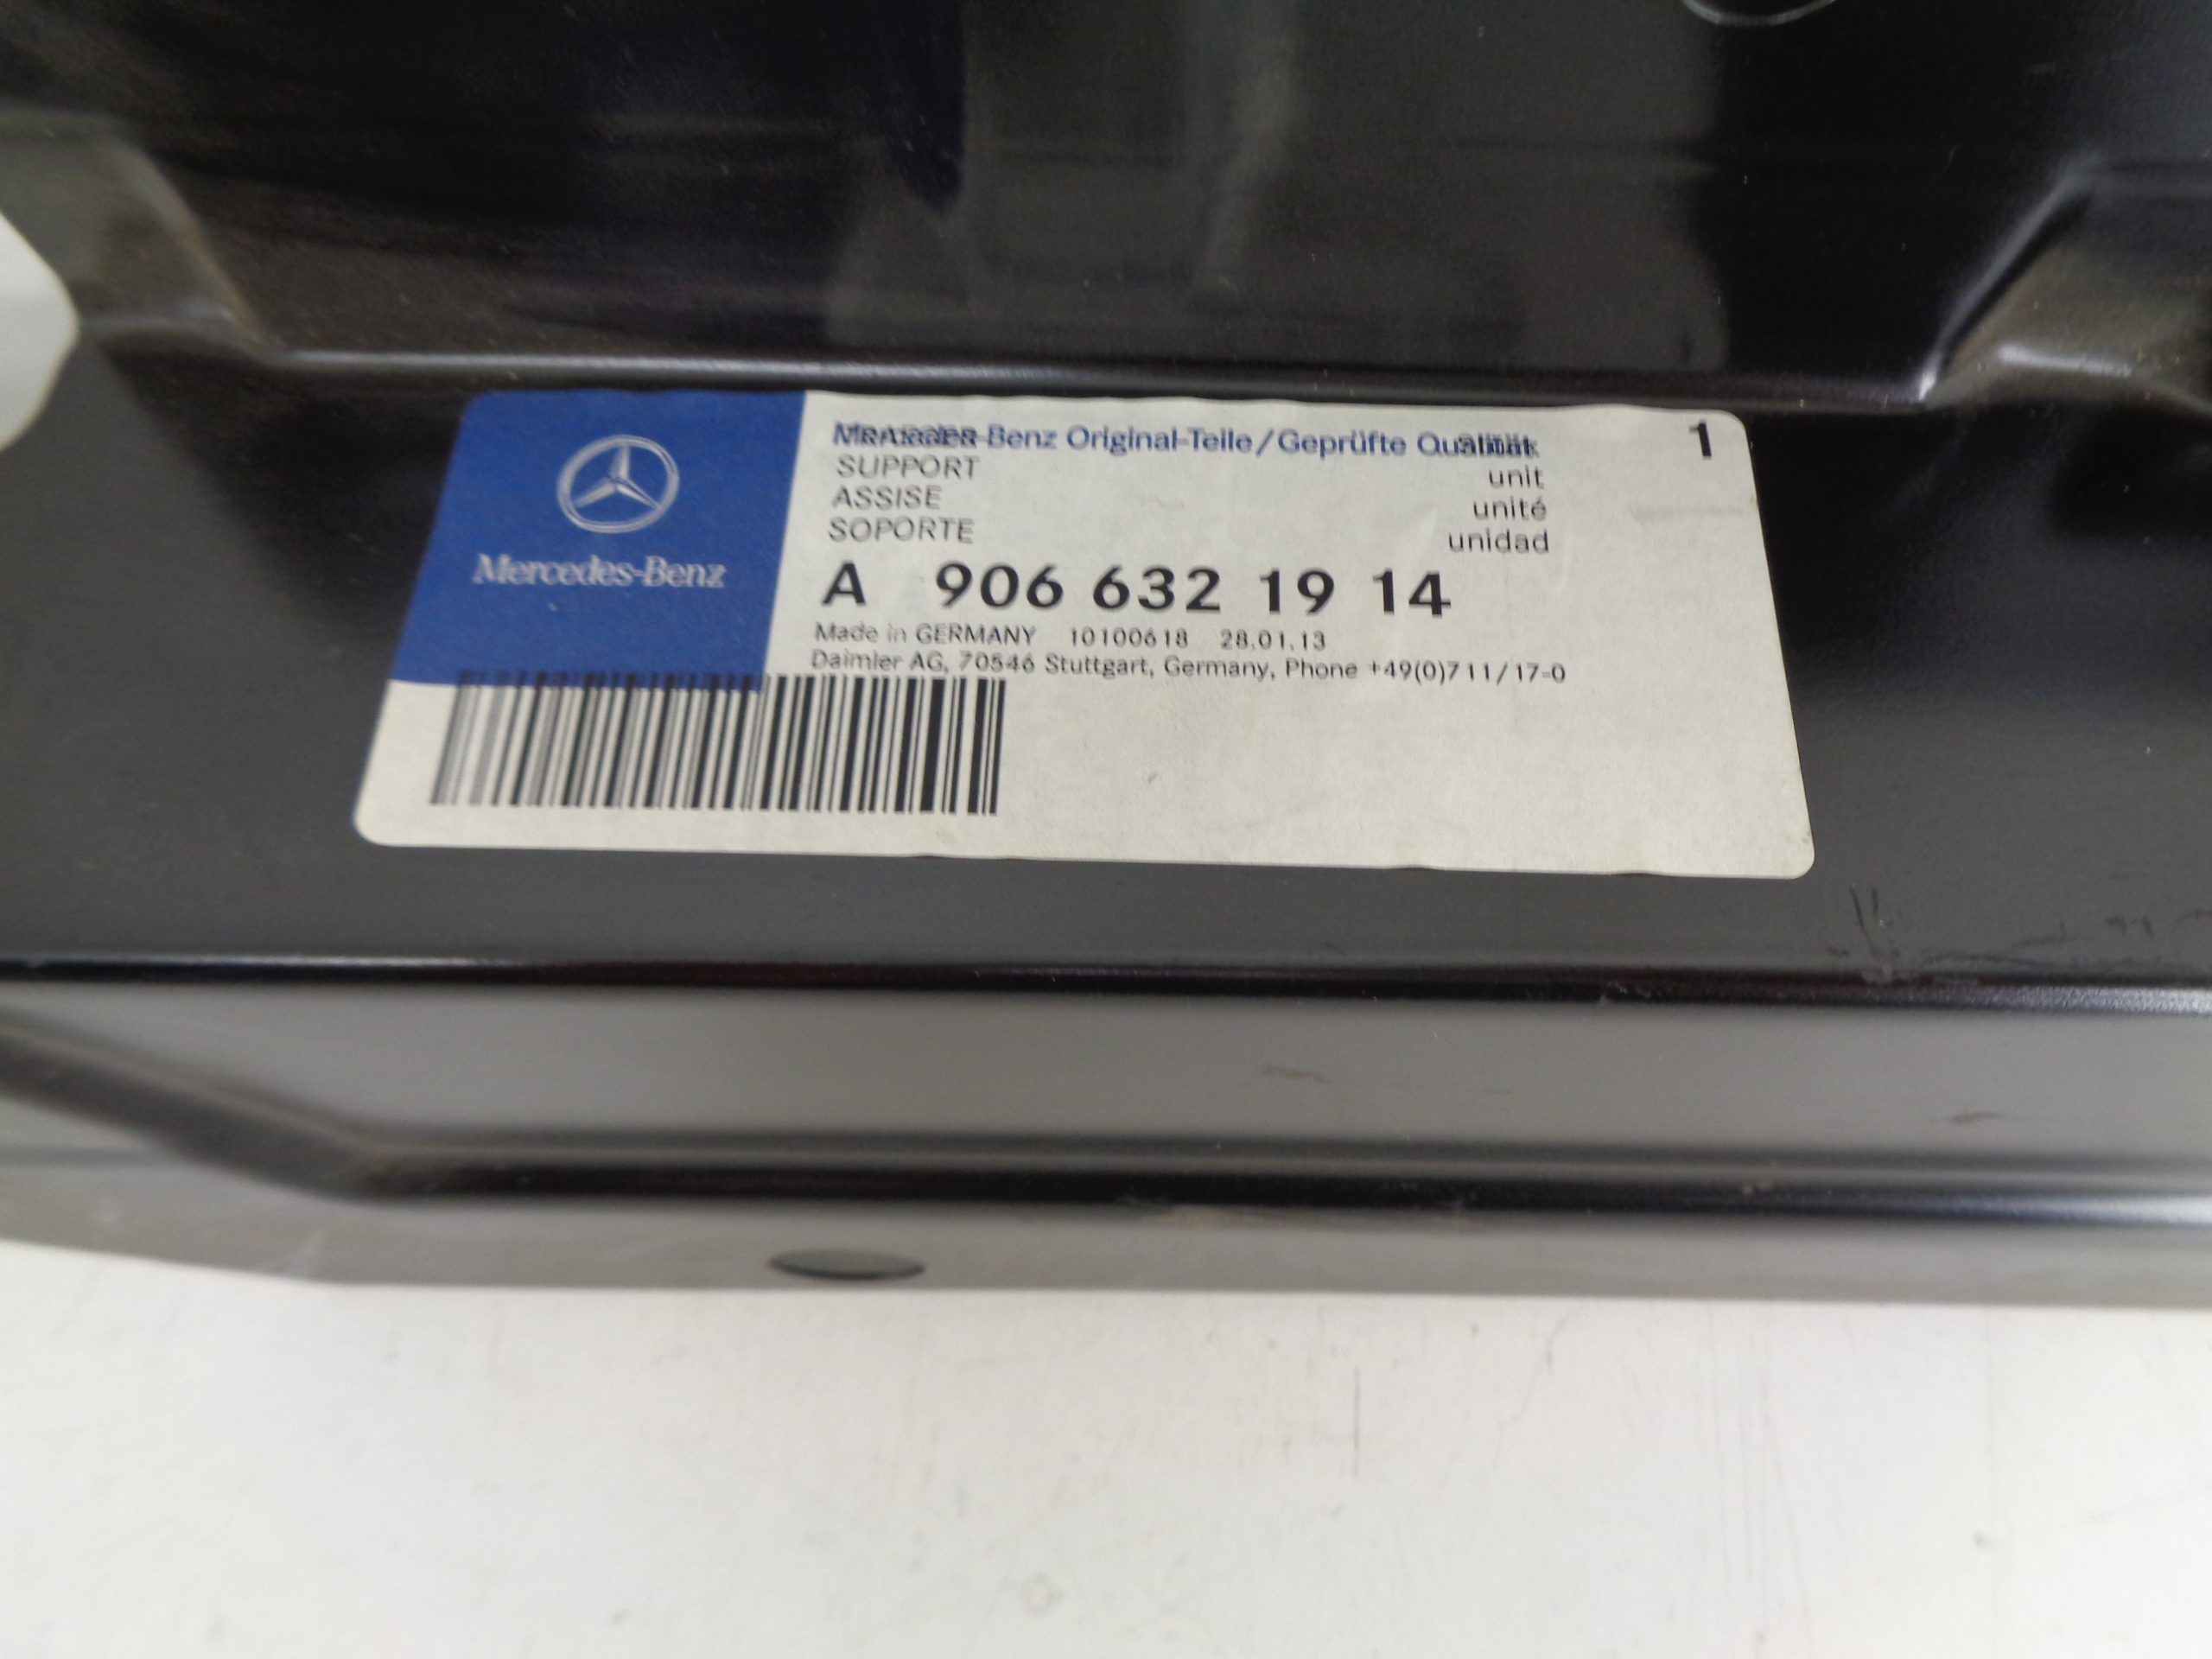 Mercedes-Benz
Mercedes-Benz Original-Teile/Geprüfte Qualität
SUPPORT
ASSISE
SOPORTE
unit
unité
unidad
1
A 906 632 19 14
Made in GERMANY 10100618 28.01.13
Daimler AG, 70546 Stuttgart, Germany, Phone +49(0)711/17-0